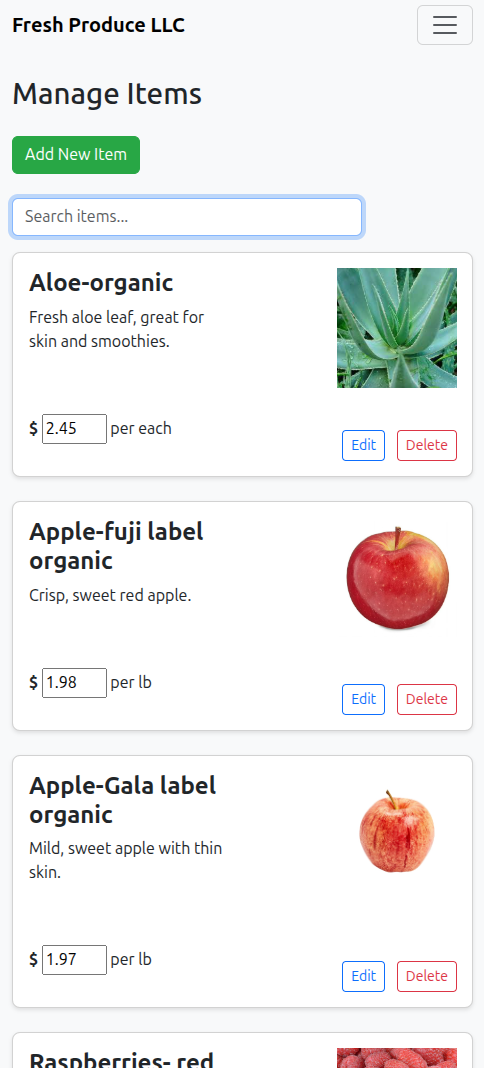 Fresh Produce LLC
Manage Items
Add New Item
Search items...
Aloe-organic
Fresh aloe leaf, great for
skin and smoothies.
$ 2.45 per each
Edit Delete
Apple-fuji label
organic
Crisp, sweet red apple.
$ 1.98 per lb
Edit Delete
Apple-Gala label
organic
Mild, sweet apple with thin
skin.
$ 1.97 per lb
Edit Delete
Raspberries- red